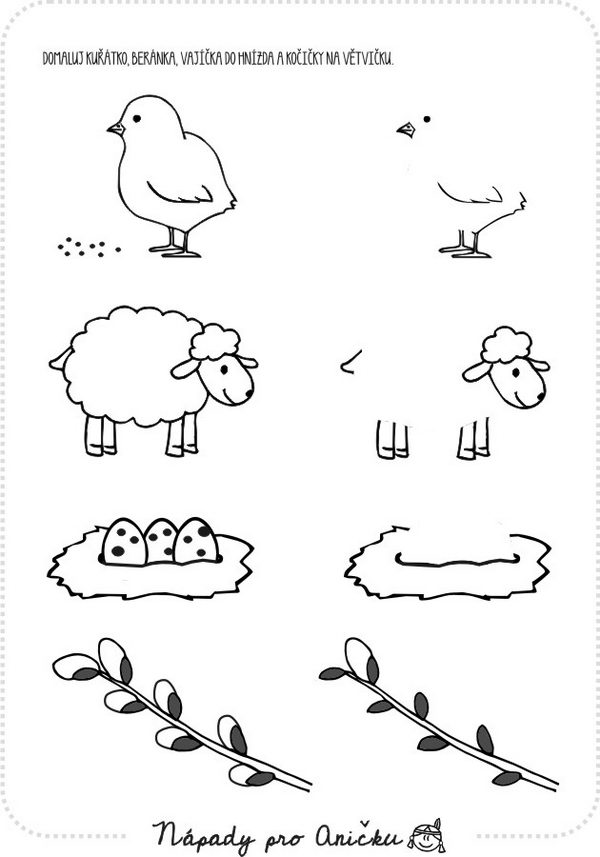 DOMALUJ KUŘÁTKO, BERÁNKA, VAJÍČKA DO HNÍZDA A KOČIČKY NA VĚTVIČKU.
Nápady pro Aničku